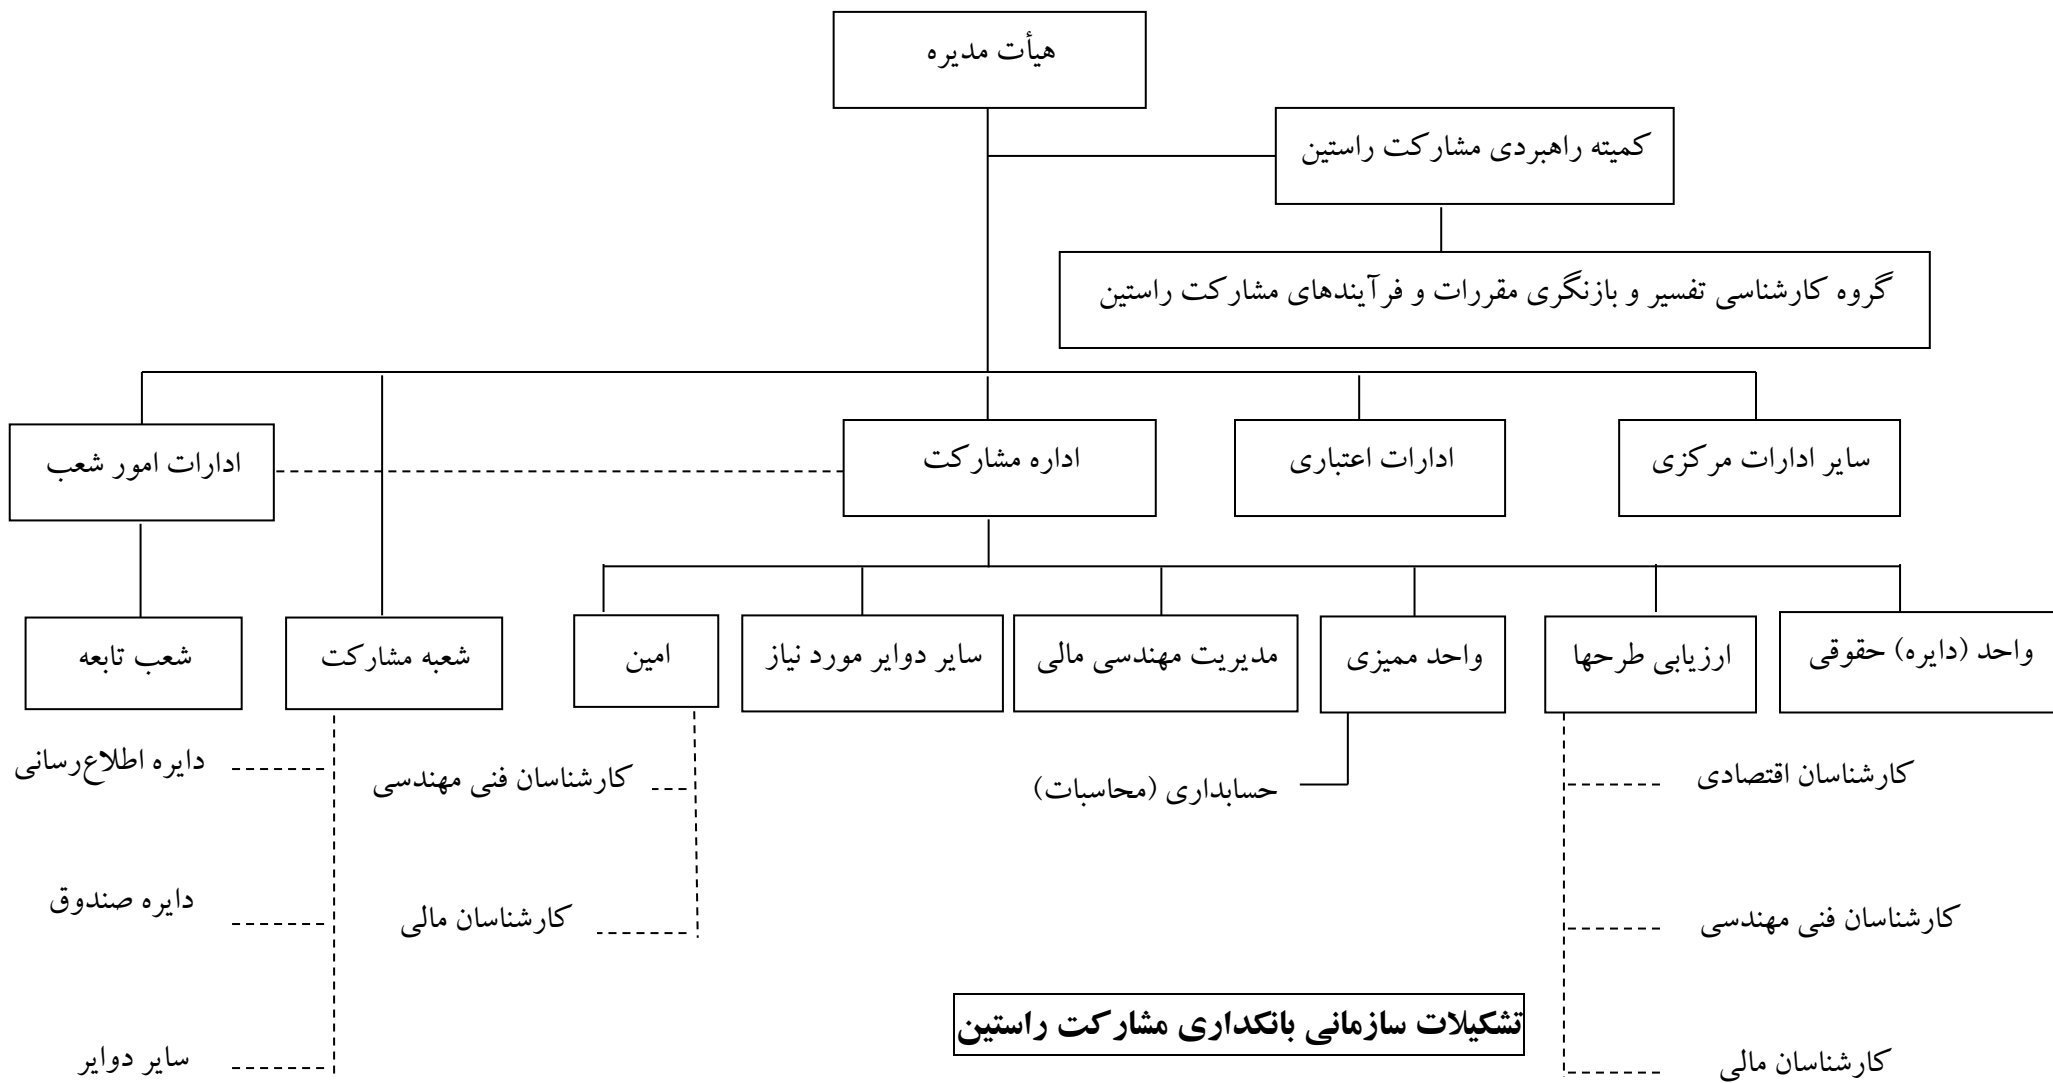 هیأت مدیره
کمیته راهبردی مشارکت راستین
گروه کارشناسی تفسیر و بازنگری مقررات و فرآیندهای مشارکت راستین
سایر ادارات مرکزی
ادارات اعتباری
اداره مشارکت
ادارات امور شعب
واحد (دایره) حقوقی
ارزیابی طرحها
واحد ممیزی
مدیریت مهندسی مالی
سایر دوایر مورد نیاز
امین
شعبه مشارکت
شعب تابعه
کارشناسان اقتصادی
حسابداری (محاسبات)
کارشناسان فنی مهندسی
دایره اطلاع‌رسانی
کارشناسان فنی مهندسی
کارشناسان مالی
دایره صندوق
تشکیلات سازمانی بانکداری مشارکت راستین
کارشناسان مالی
سایر دوایر